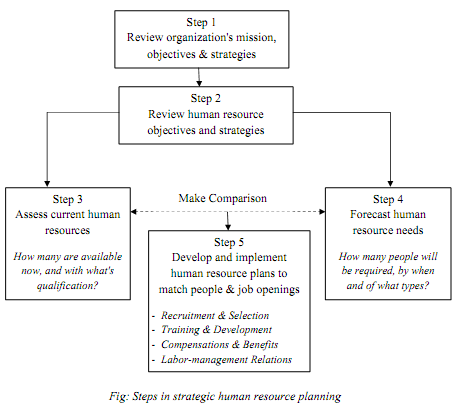 Step 1
Review organization's mission,
objectives & strategies
Step 2
Review human resource
objectives and strategies
Step 3
Assess current human
resources
How many are available
now, and with what's
qualification?
Make Comparison
Step 4
Forecast human
resource needs
How many people will
be required, by when
and of what types?
Step 5
Develop and implement
human resource plans to
match people & job openings
- Recruitment & Selection
- Training & Development
- Compensations & Benefits
- Labor-management Relations
Fig: Steps in strategic human resource planning